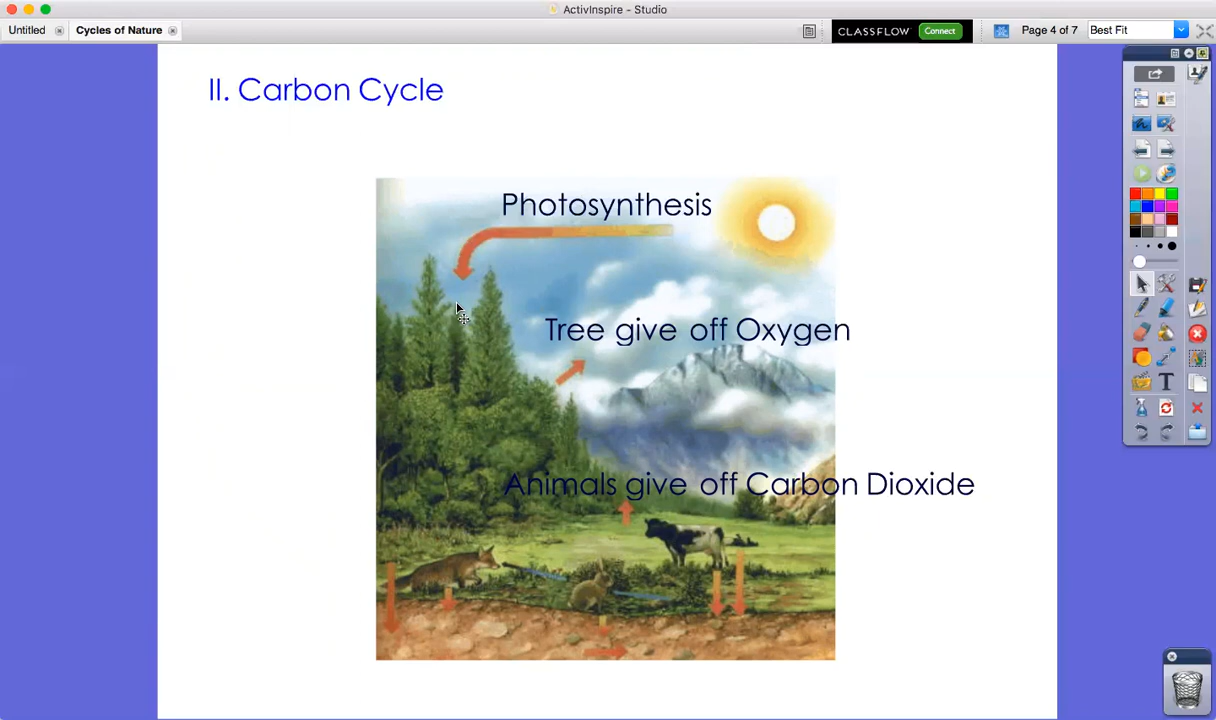 ActivInspire - Studio
Untitled
Cycles of Nature
CLASSFLOW Connect
Page 4 of 7
Best Fit
II. Carbon Cycle
Photosynthesis
Tree give off Oxygen
Animals give off Carbon Dioxide